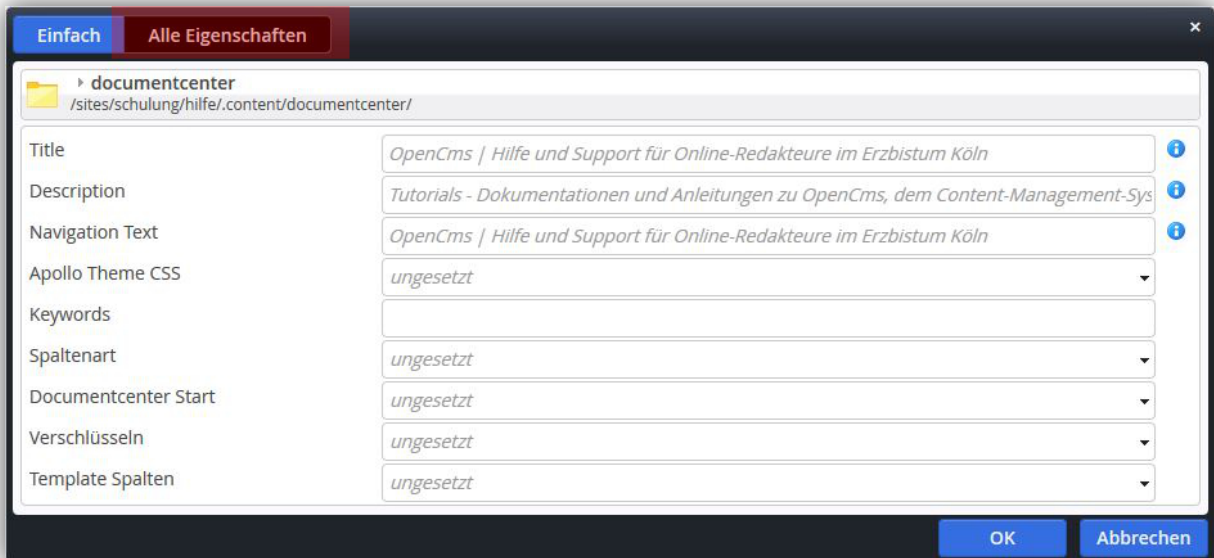 Einfach Alle Eigenschaften ×
documentcenter
/sites/schulung/hilfe/.content/documentcenter/
Title OpenCms | Hilfe und Support für Online-Redakteure im Erzbistum Köln
Description Tutorials - Dokumentationen und Anleitungen zu OpenCms, dem Content-Management-Sys
Navigation Text OpenCms | Hilfe und Support für Online-Redakteure im Erzbistum Köln
Apollo Theme CSS ungesetzt
Keywords
Spaltenart ungesetzt
Documentcenter Start ungesetzt
Verschlüsseln ungesetzt
Template Spalten ungesetzt
OK Abbrechen